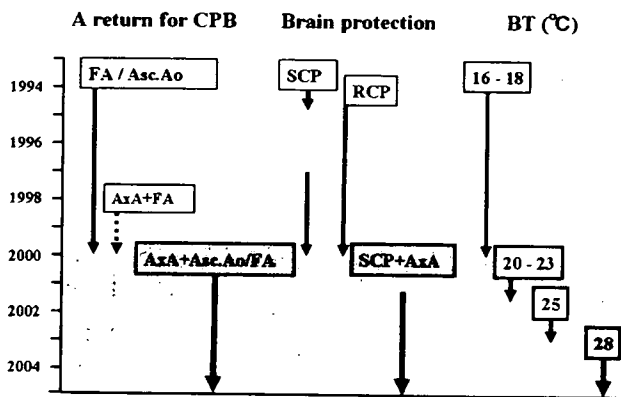 A return for CPB Brain protection BT (℃)
FA / Asc.Ao SCP 16 - 18
1994
RCP
1996
1998
AxA+FA
2000
AxA+Asc.Ao/FA SCP+AxA 20 - 23
25
2002
28
2004